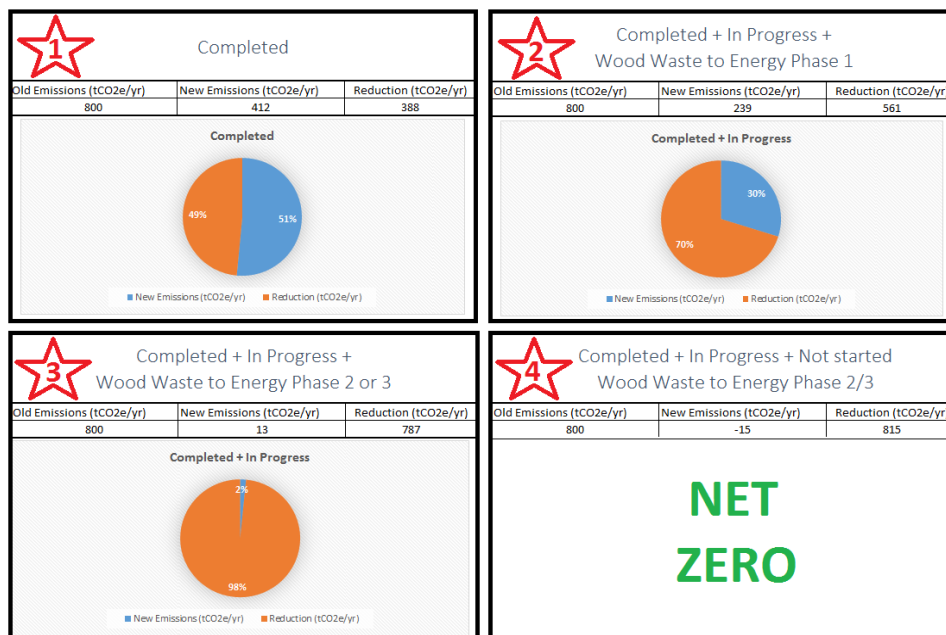 1
Completed
Old Emissions (tCO2e/yr) New Emissions (tCO2e/yr) Reduction (tCO2e/yr)
800 412 388
Completed
49% 51%
New Emissions (tCO2e/yr) Reduction (tCO2e/yr)
2
Completed + In Progress +
Wood Waste to Energy Phase 1
Old Emissions (tCO2e/yr) New Emissions (tCO2e/yr) Reduction (tCO2e/yr)
800 239 561
Completed + In Progress
30%
70%
New Emissions (tCO2e/yr) Reduction (tCO2e/yr)
3
Completed + In Progress +
Wood Waste to Energy Phase 2 or 3
Old Emissions (tCO2e/yr) New Emissions (tCO2e/yr) Reduction (tCO2e/yr)
800 13 787
Completed + In Progress
2%
98%
New Emissions (tCO2e/yr) Reduction (tCO2e/yr)
4
Completed + In Progress + Not started
Wood Waste to Energy Phase 2/3
Old Emissions (tCO2e/yr) New Emissions (tCO2e/yr) Reduction (tCO2e/yr)
800 -15 815
NET
ZERO